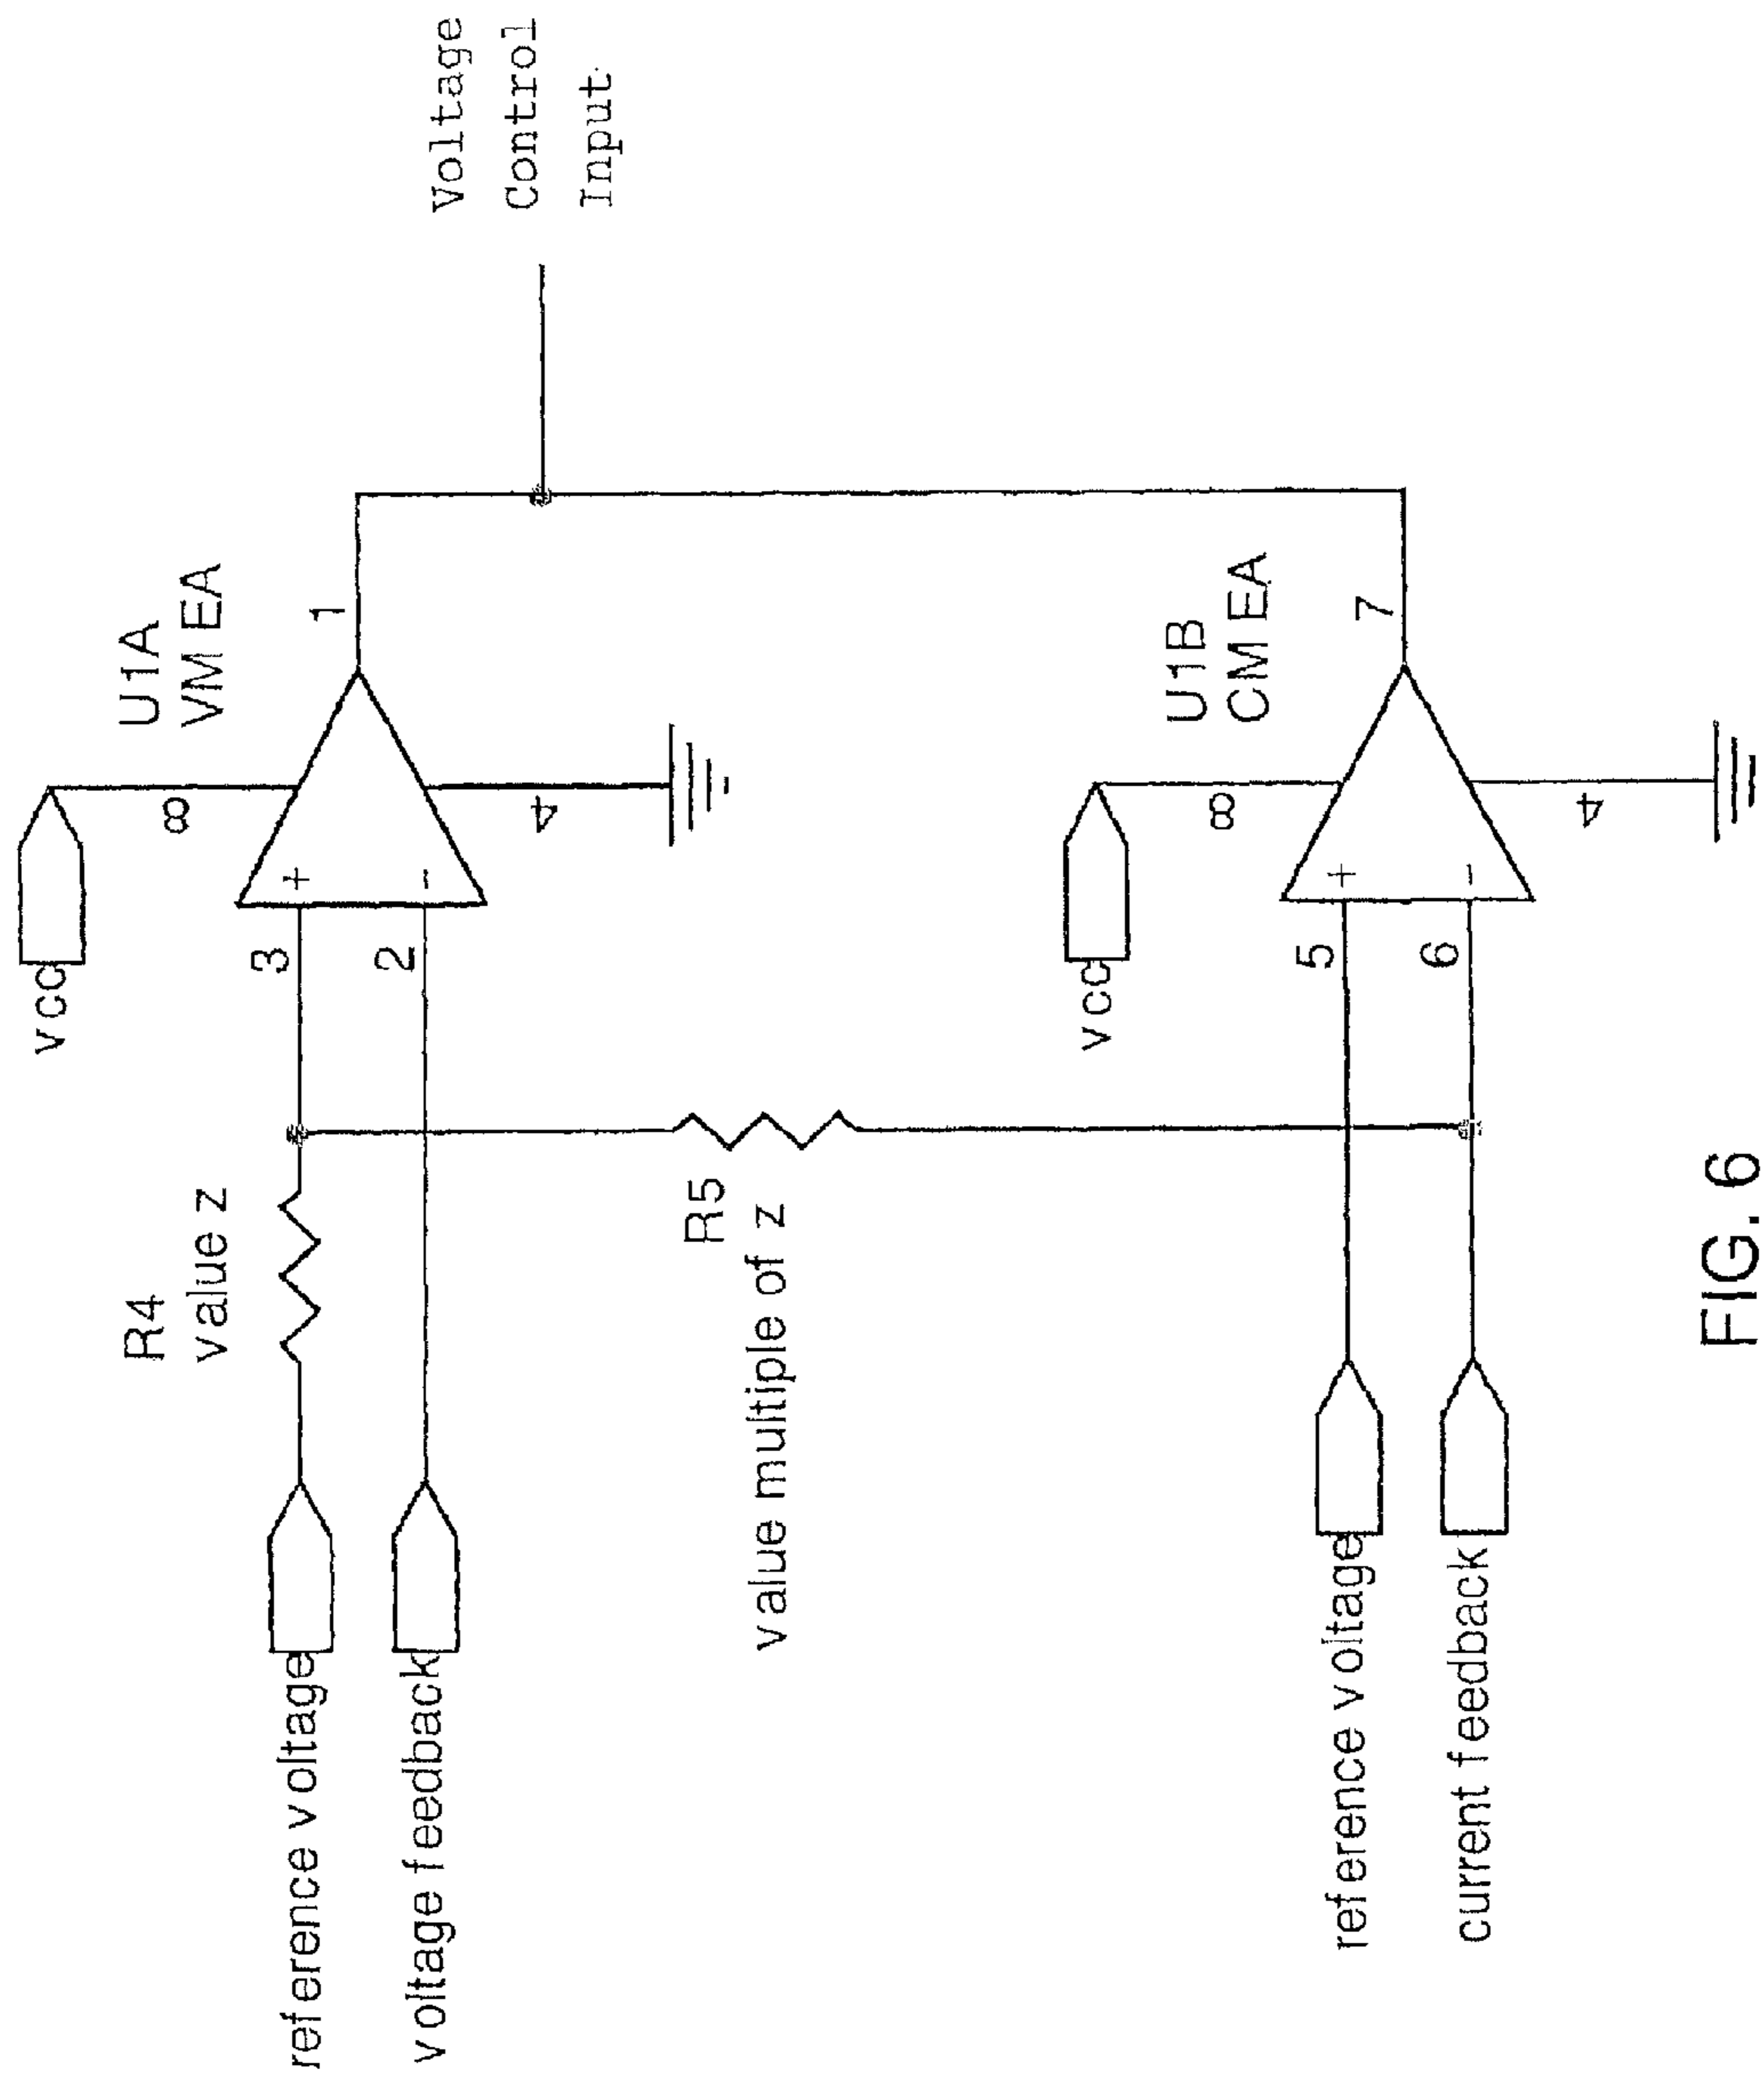 vcc
U1A
VM EA
8
R4
value z
reference voltage
3
+
1
voltage feedback
2
-
4
Voltage
Control
Input
R5
value multiple of z
vcc
U1B
CM EA
8
reference voltage
5
+
7
current feedback
6
-
4
FIG. 6